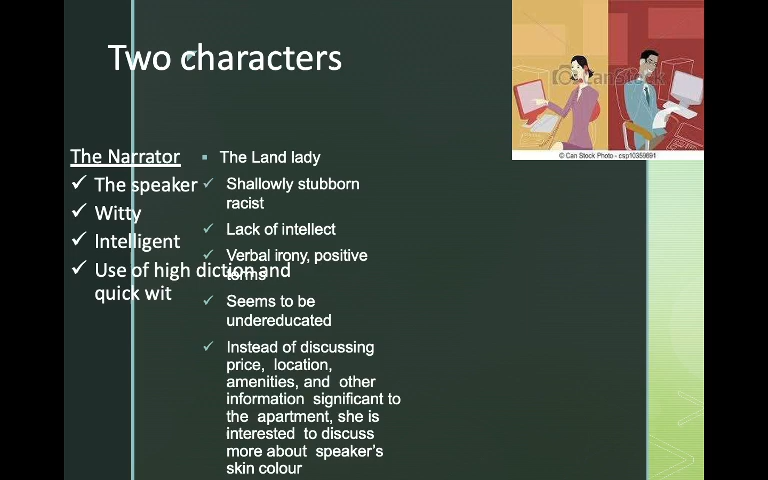 Two characters
CanStock
© Can Stock Photo - csp10359691
The Narrator
The speaker
Witty
Intelligent
Use of high diction and
quick wit
The Land lady
Shallowly stubborn
racist
Lack of intellect
Verbal irony, positive
terms
Seems to be
undereducated
Instead of discussing
price, location,
amenities, and other
information significant to
the apartment, she is
interested to discuss
more about speaker's
skin colour